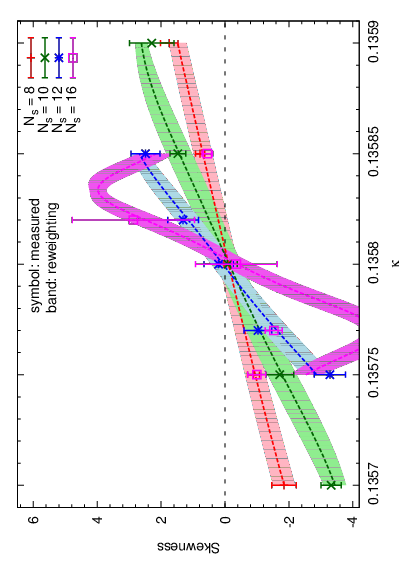 N_s = 8
N_s = 10
N_s = 12
N_s = 16
symbol: measured
band: reweighting
Skewness
6
4
2
0
-2
-4
0.1357
0.13575
0.1358
0.13585
0.1359
κ